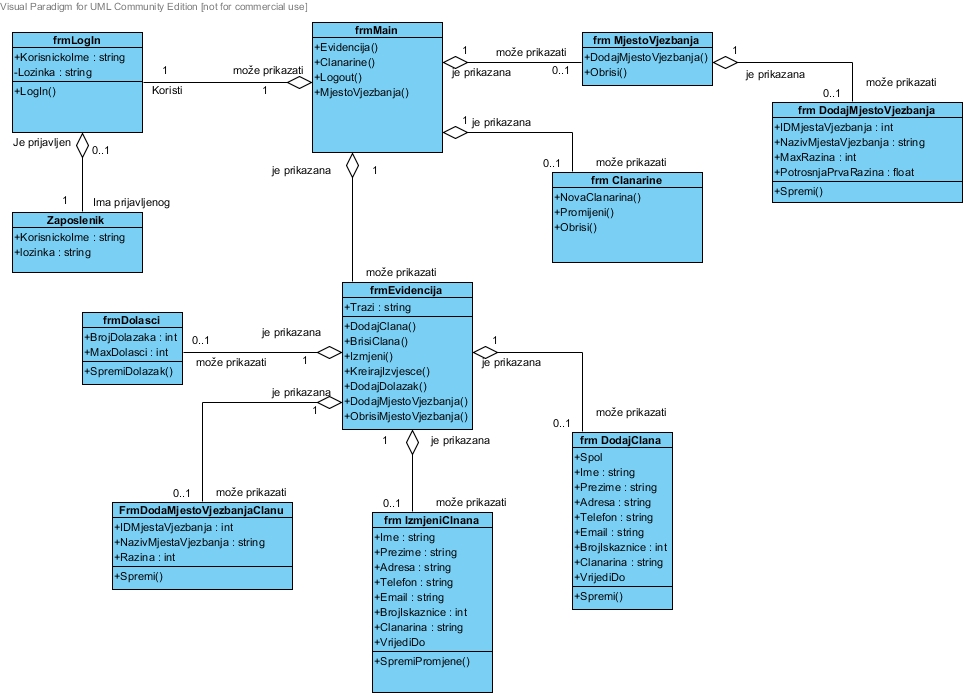 Visual Paradigm for UML Community Edition [not for commercial use]
frmLogIn
+KorisnickoIme : string
-Lozinka : string
+LogIn()
1
Koristi
može prikazati
1
frmMain
+Evidencija()
+Clanarine()
+Logout()
+MjestoVjezbanja()
1
je prikazana
može prikazati
0..1
frm MjestoVjezbanja
+DodajMjestoVjezbanja()
+Obrisi()
1
je prikazana
može prikazati
0..1
frm DodajMjestoVjezbanja
+IDMjestaVjezbanja : int
+NazivMjestaVjezbanja : string
+MaxRazina : int
+PotrosnjaPrvaRazina : float
+Spremi()
1
je prikazana
0..1
može prikazati
frm Clanarine
+NovaClanarina()
+Promijeni()
+Obrisi()
Je prijavljen
0..1
1
Ima prijavljenog
Zaposlenik
+KorisnickoIme : string
+lozinka : string
je prikazana
1
može prikazati
frmEvidencija
+Trazi : string
+DodajClana()
+BrisiClana()
+Izmjeni()
+KreirajIzvjesce()
+DodajDolazak()
+DodajMjestoVjezbanja()
+ObrisiMjestoVjezbanja()
frmDolasci
+BrojDolazaka : int
+MaxDolasci : int
+SpremiDolazak()
0..1
može prikazati
je prikazana
1
je prikazana
1
0..1
može prikazati
FrmDodaMjestoVjezbanjaClanu
+IDMjestaVjezbanja : int
+NazivMjestaVjezbanja : string
+Razina : int
+Spremi()
1
je prikazana
0..1
može prikazati
frm IzmjeniClnana
+Ime : string
+Prezime : string
+Adresa : string
+Telefon : string
+Email : string
+BrojIskaznice : int
+Clanarina : string
+VrijediDo
+SpremiPromjene()
1
je prikazana
može prikazati
0..1
frm DodajClana
+Spol
+Ime : string
+Prezime : string
+Adresa : string
+Telefon : string
+Email : string
+BrojIskaznice : int
+Clanarina : string
+VrijediDo
+Spremi()